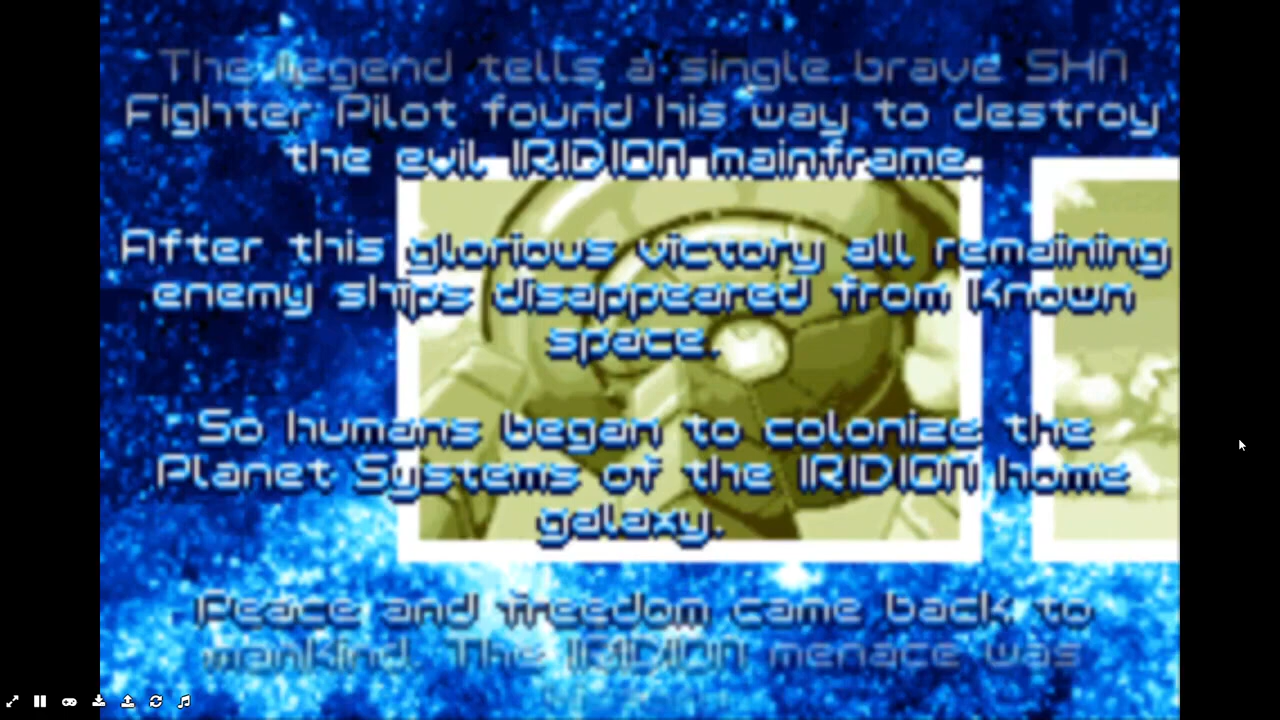 The legend tells a single brave SHN
Fighter Pilot found his way to destroy
the evil IRIDION mainframe.
After this glorious victory all remaining
enemy ships disappeared from known
space.
So humans began to colonize the
Planet Systems of the IRIDION home
galaxy.
Peace and freedom came back to
mankind. The IRIDION menace was